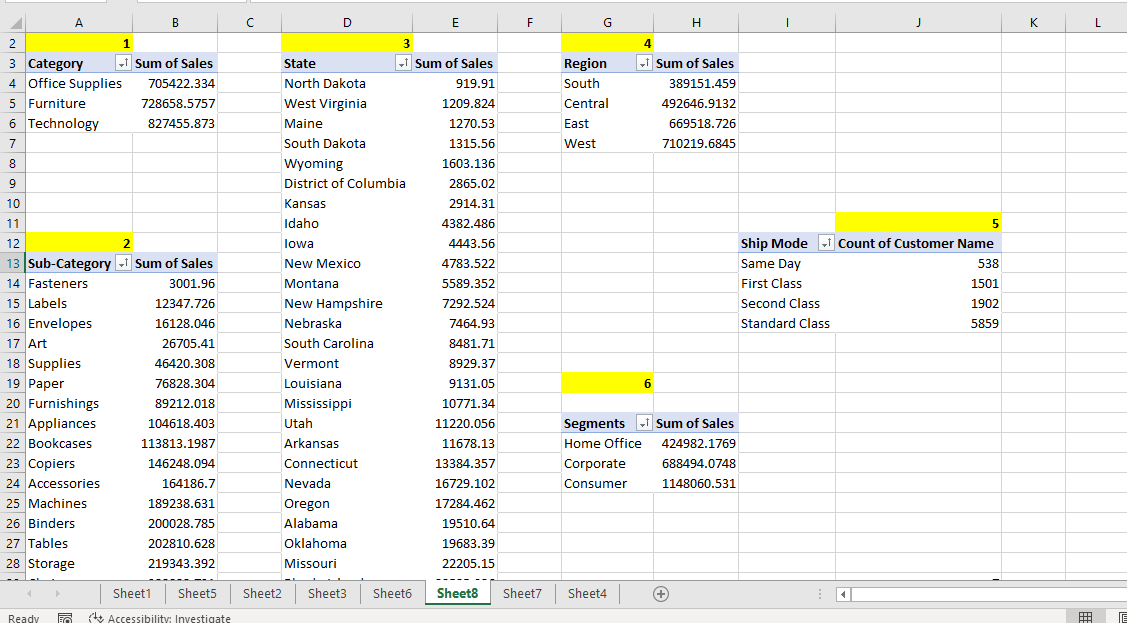 A B C D E F G H I J K L
2 1 3 4
3 Category Sum of Sales State Sum of Sales Region Sum of Sales
4 Office Supplies 705422.334 North Dakota 919.91 South 389151.459
5 Furniture 728658.5757 West Virginia 1209.824 Central 492646.9132
6 Technology 827455.873 Maine 1270.53 East 669518.726
7 South Dakota 1315.56 West 710219.6845
8 Wyoming 1603.136
9 District of Columbia 2865.02
10 Kansas 2914.31
11 Idaho 4382.486 5
12 2 Iowa 4443.56 Ship Mode Count of Customer Name
13 Sub-Category Sum of Sales New Mexico 4783.522 Same Day 538
14 Fasteners 3001.96 Montana 5589.352 First Class 1501
15 Labels 12347.726 New Hampshire 7292.524 Second Class 1902
16 Envelopes 16128.046 Nebraska 7464.93 Standard Class 5859
17 Art 26705.41 South Carolina 8481.71
18 Supplies 46420.308 Vermont 8929.37
19 Paper 76828.304 Louisiana 9131.05 6
20 Furnishings 89212.018 Mississippi 10771.34
21 Appliances 104618.403 Utah 11220.056 Segments Sum of Sales
22 Bookcases 113813.1987 Arkansas 11678.13 Home Office 424982.1769
23 Copiers 146248.094 Connecticut 13384.357 Corporate 688494.0748
24 Accessories 164186.7 Nevada 16729.102 Consumer 1148060.531
25 Machines 189238.631 Oregon 17284.462
26 Binders 200028.785 Alabama 19510.64
27 Tables 202810.628 Oklahoma 19683.39
28 Storage 219343.392 Missouri 22205.15
Sheet1 Sheet5 Sheet2 Sheet3 Sheet6 Sheet8 Sheet7 Sheet4
Ready Accessibility: Investigate